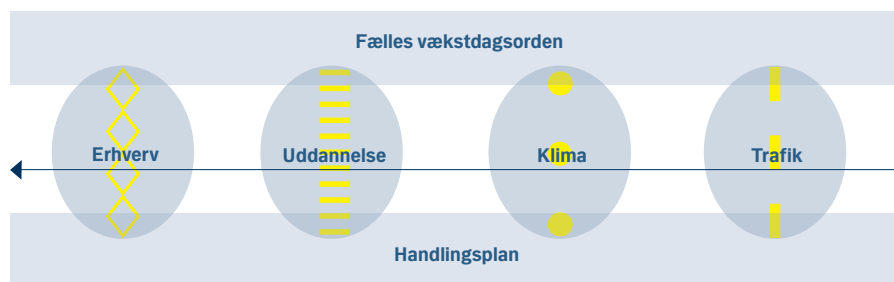 Fælles vækstdagsorden
Erhverv Uddannelse Klima Trafik
Handlingsplan